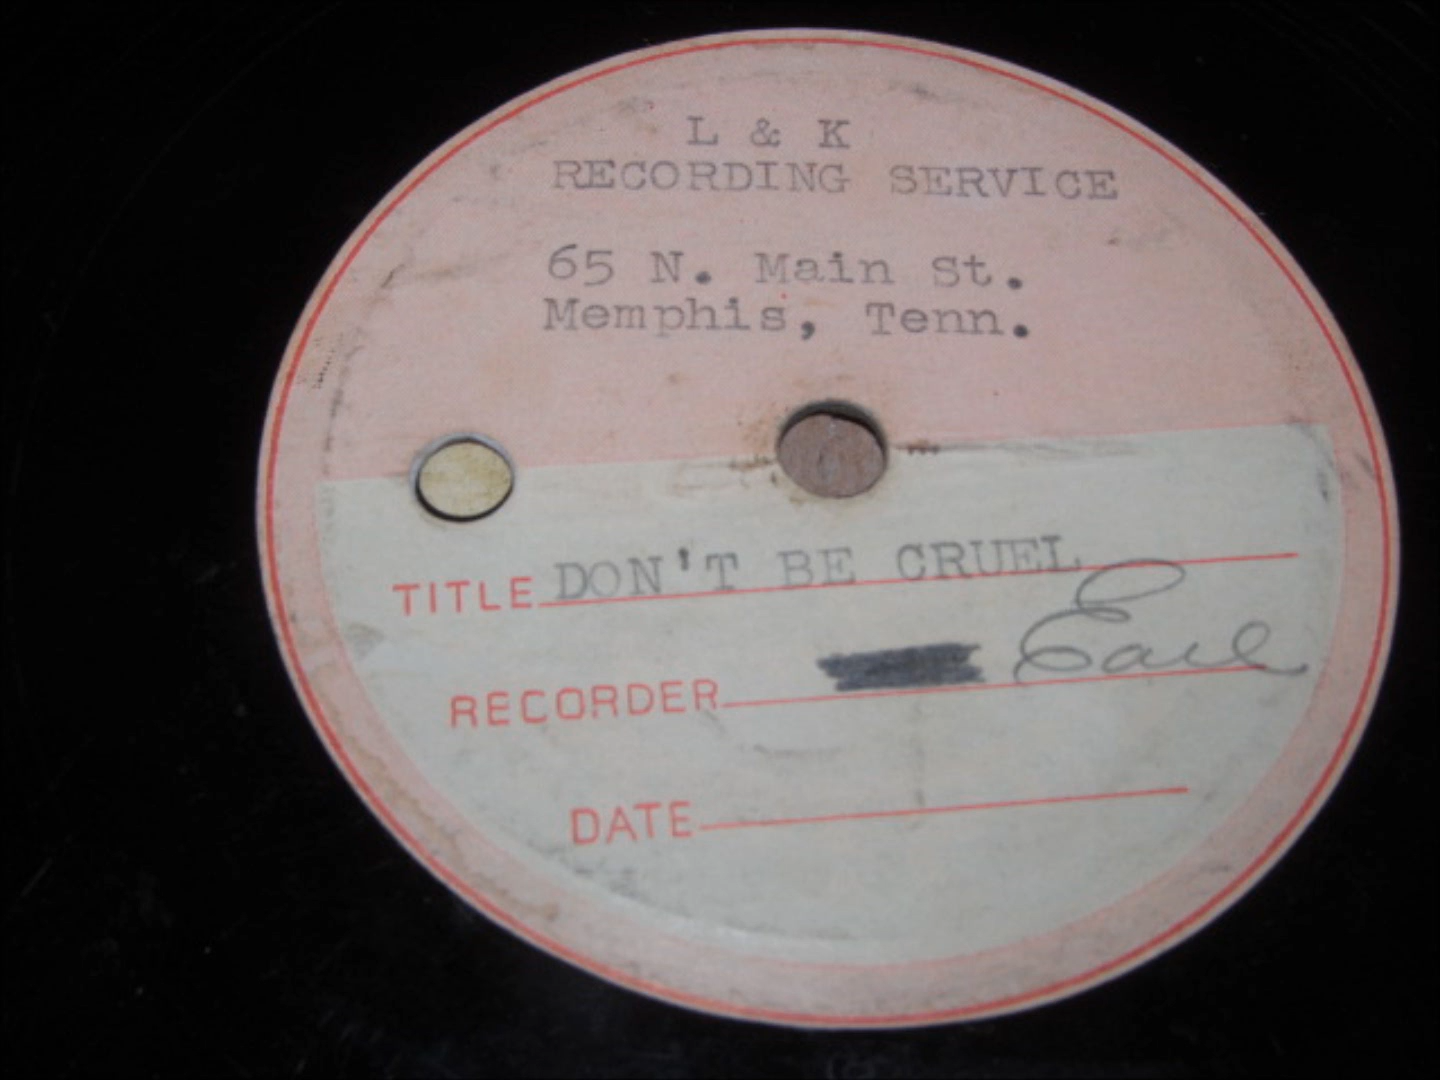 L & K
RECORDING SERVICE
65 N. Main St.
Memphis, Tenn.
TITLE DON'T BE CRUEL
RECORDER Earl
DATE